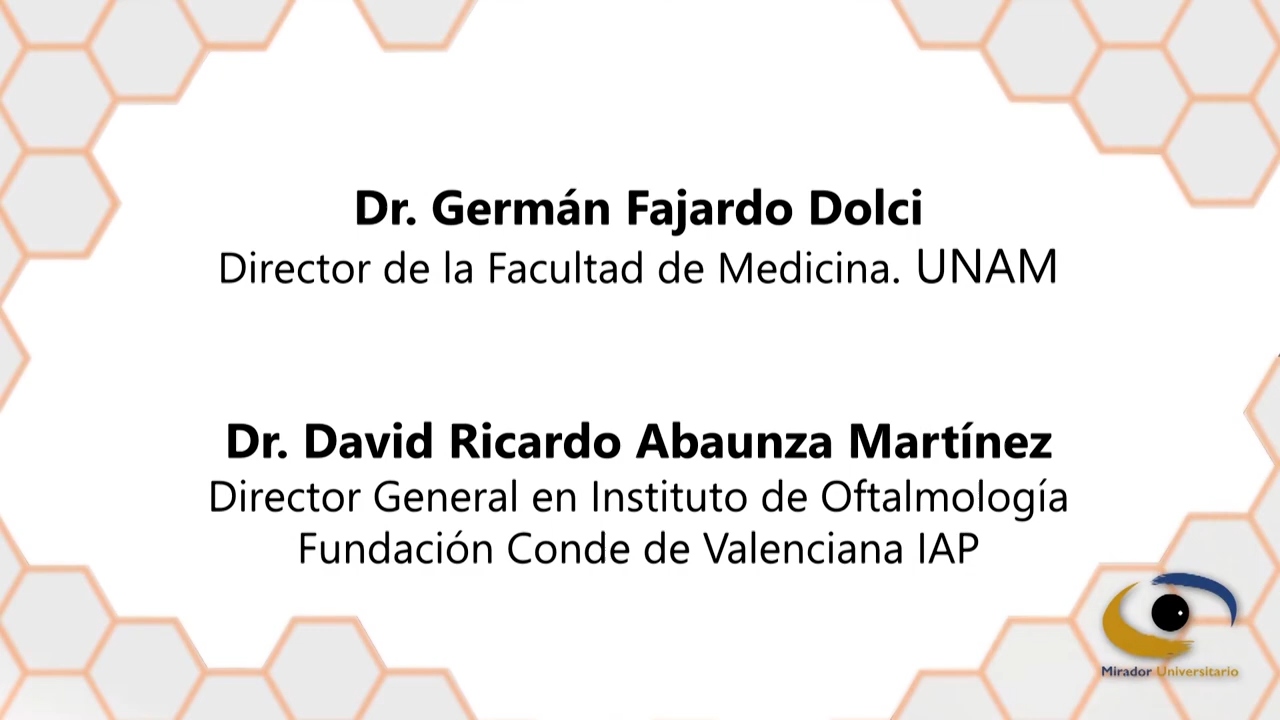 Dr. Germán Fajardo Dolci
Director de la Facultad de Medicina. UNAM
Dr. David Ricardo Abaunza Martínez
Director General en Instituto de Oftalmología
Fundación Conde de Valenciana IAP
Mirador Universitario